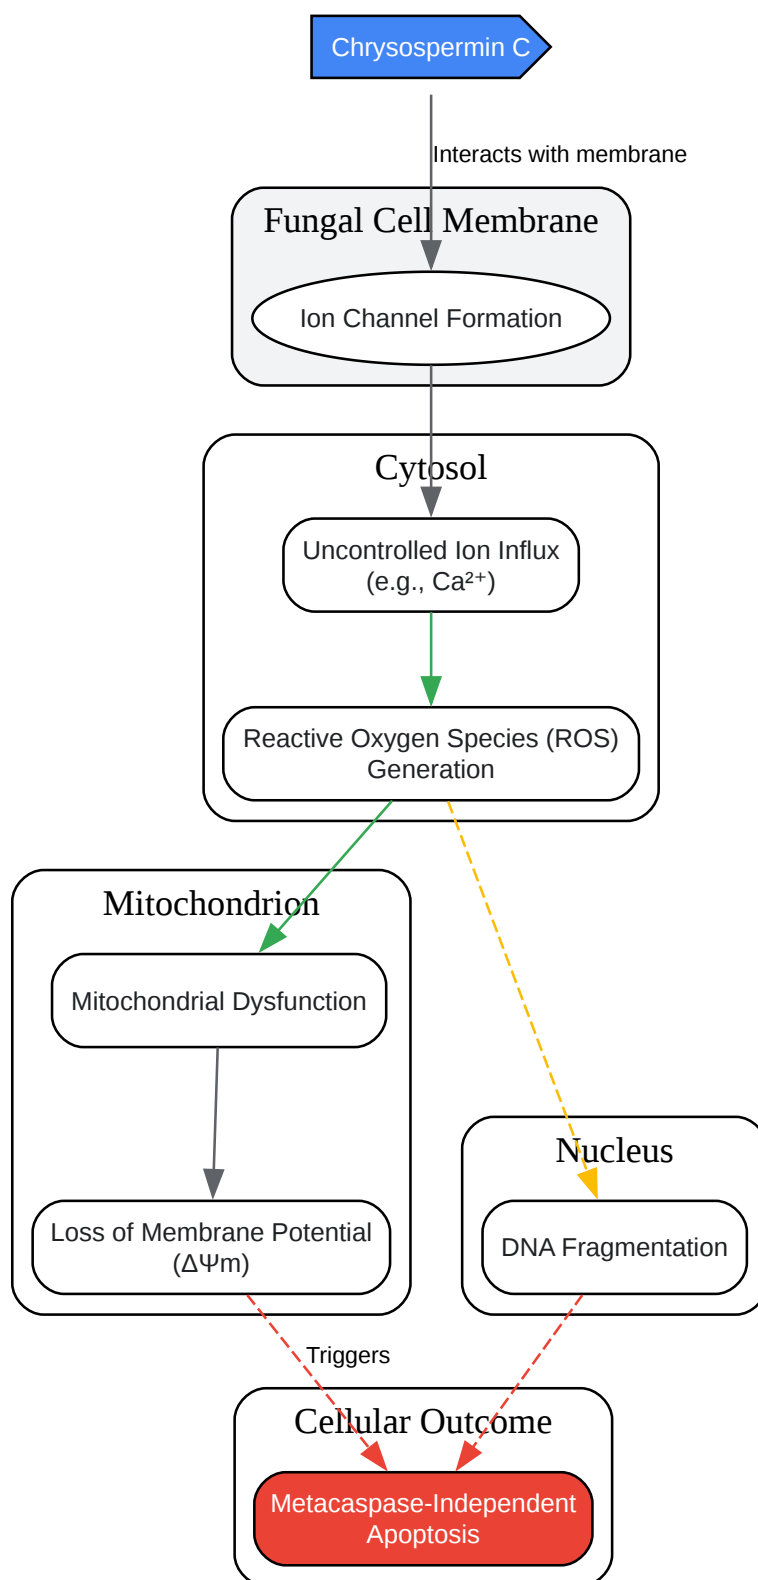 Chrysospermin C
Interacts with membrane
Fungal Cell Membrane
Ion Channel Formation
Cytosol
Uncontrolled Ion Influx
(e.g., Ca²⁺)
Reactive Oxygen Species (ROS)
Generation
Mitochondrion
Mitochondrial Dysfunction
Nucleus
Loss of Membrane Potential
(ΔΨm)
DNA Fragmentation
Triggers
Cellular Outcome
Metacaspase-Independent
Apoptosis